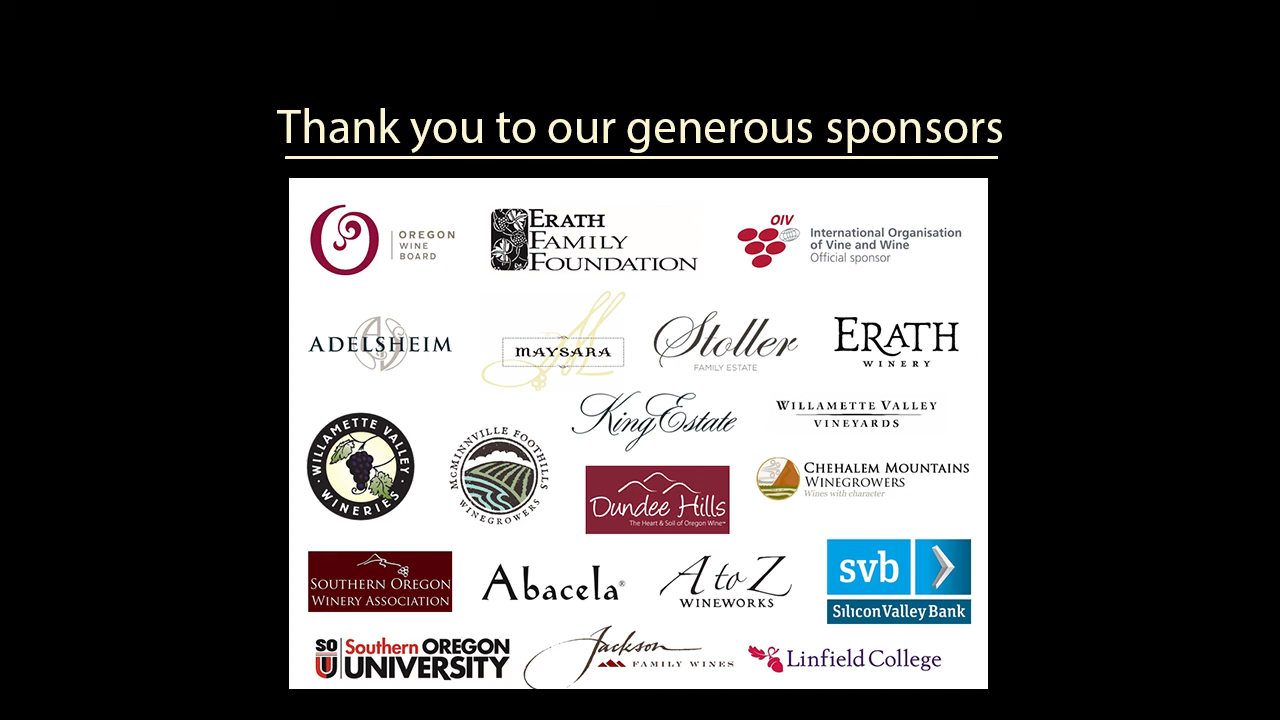 Thank you to our generous sponsors
OREGON
WINE
BOARD
ERATH
FAMILY
FOUNDATION
OIV
International Organisation
of Vine and Wine
Official sponsor
ADELSHEIM
MAYSARA
Stoller
FAMILY ESTATE
ERATH
WINERY
King Estate
WILLAMETTE VALLEY
VINEYARDS
WILLAMETTE VALLEY
· WINERIES ·
McMINNVILLE FOOTHILLS
WINEGROWERS
Dundee Hills
The Heart & Soil of Oregon Wine™
CHEHALEM MOUNTAINS
WINEGROWERS
Wines with character
SOUTHERN OREGON
WINERY ASSOCIATION
Abacela®
A to Z
WINEWORKS
svb
Silicon Valley Bank
SO
U
Southern OREGON
UNIVERSITY
Jackson
FAMILY WINES
Linfield College